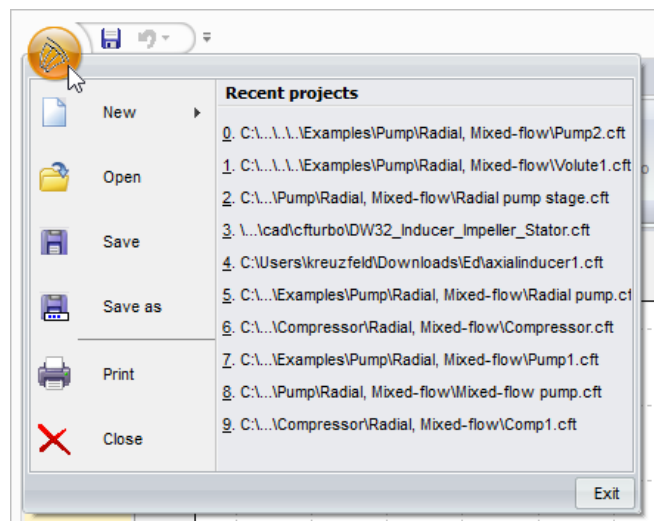 Recent projects
New
Open
Save
Save as
Print
Close
0. C:\...\..\..\Examples\Pump\Radial, Mixed-flow\Pump2.cft
1. C:\...\..\..\Examples\Pump\Radial, Mixed-flow\Volute1.cft
2. C:\...\Pump\Radial, Mixed-flow\Radial pump stage.cft
3. \...\cad\cfturbo\DW32_Inducer_Impeller_Stator.cft
4. C:\Users\kreuzfeld\Downloads\Ed\axialinducer1.cft
5. C:\...\Examples\Pump\Radial, Mixed-flow\Radial pump.cf
6. C:\...\Compressor\Radial, Mixed-flow\Compressor.cft
7. C:\...\Examples\Pump\Radial, Mixed-flow\Pump1.cft
8. C:\...\Pump\Radial, Mixed-flow\Mixed-flow pump.cft
9. C:\...\Compressor\Radial, Mixed-flow\Comp1.cft
Exit